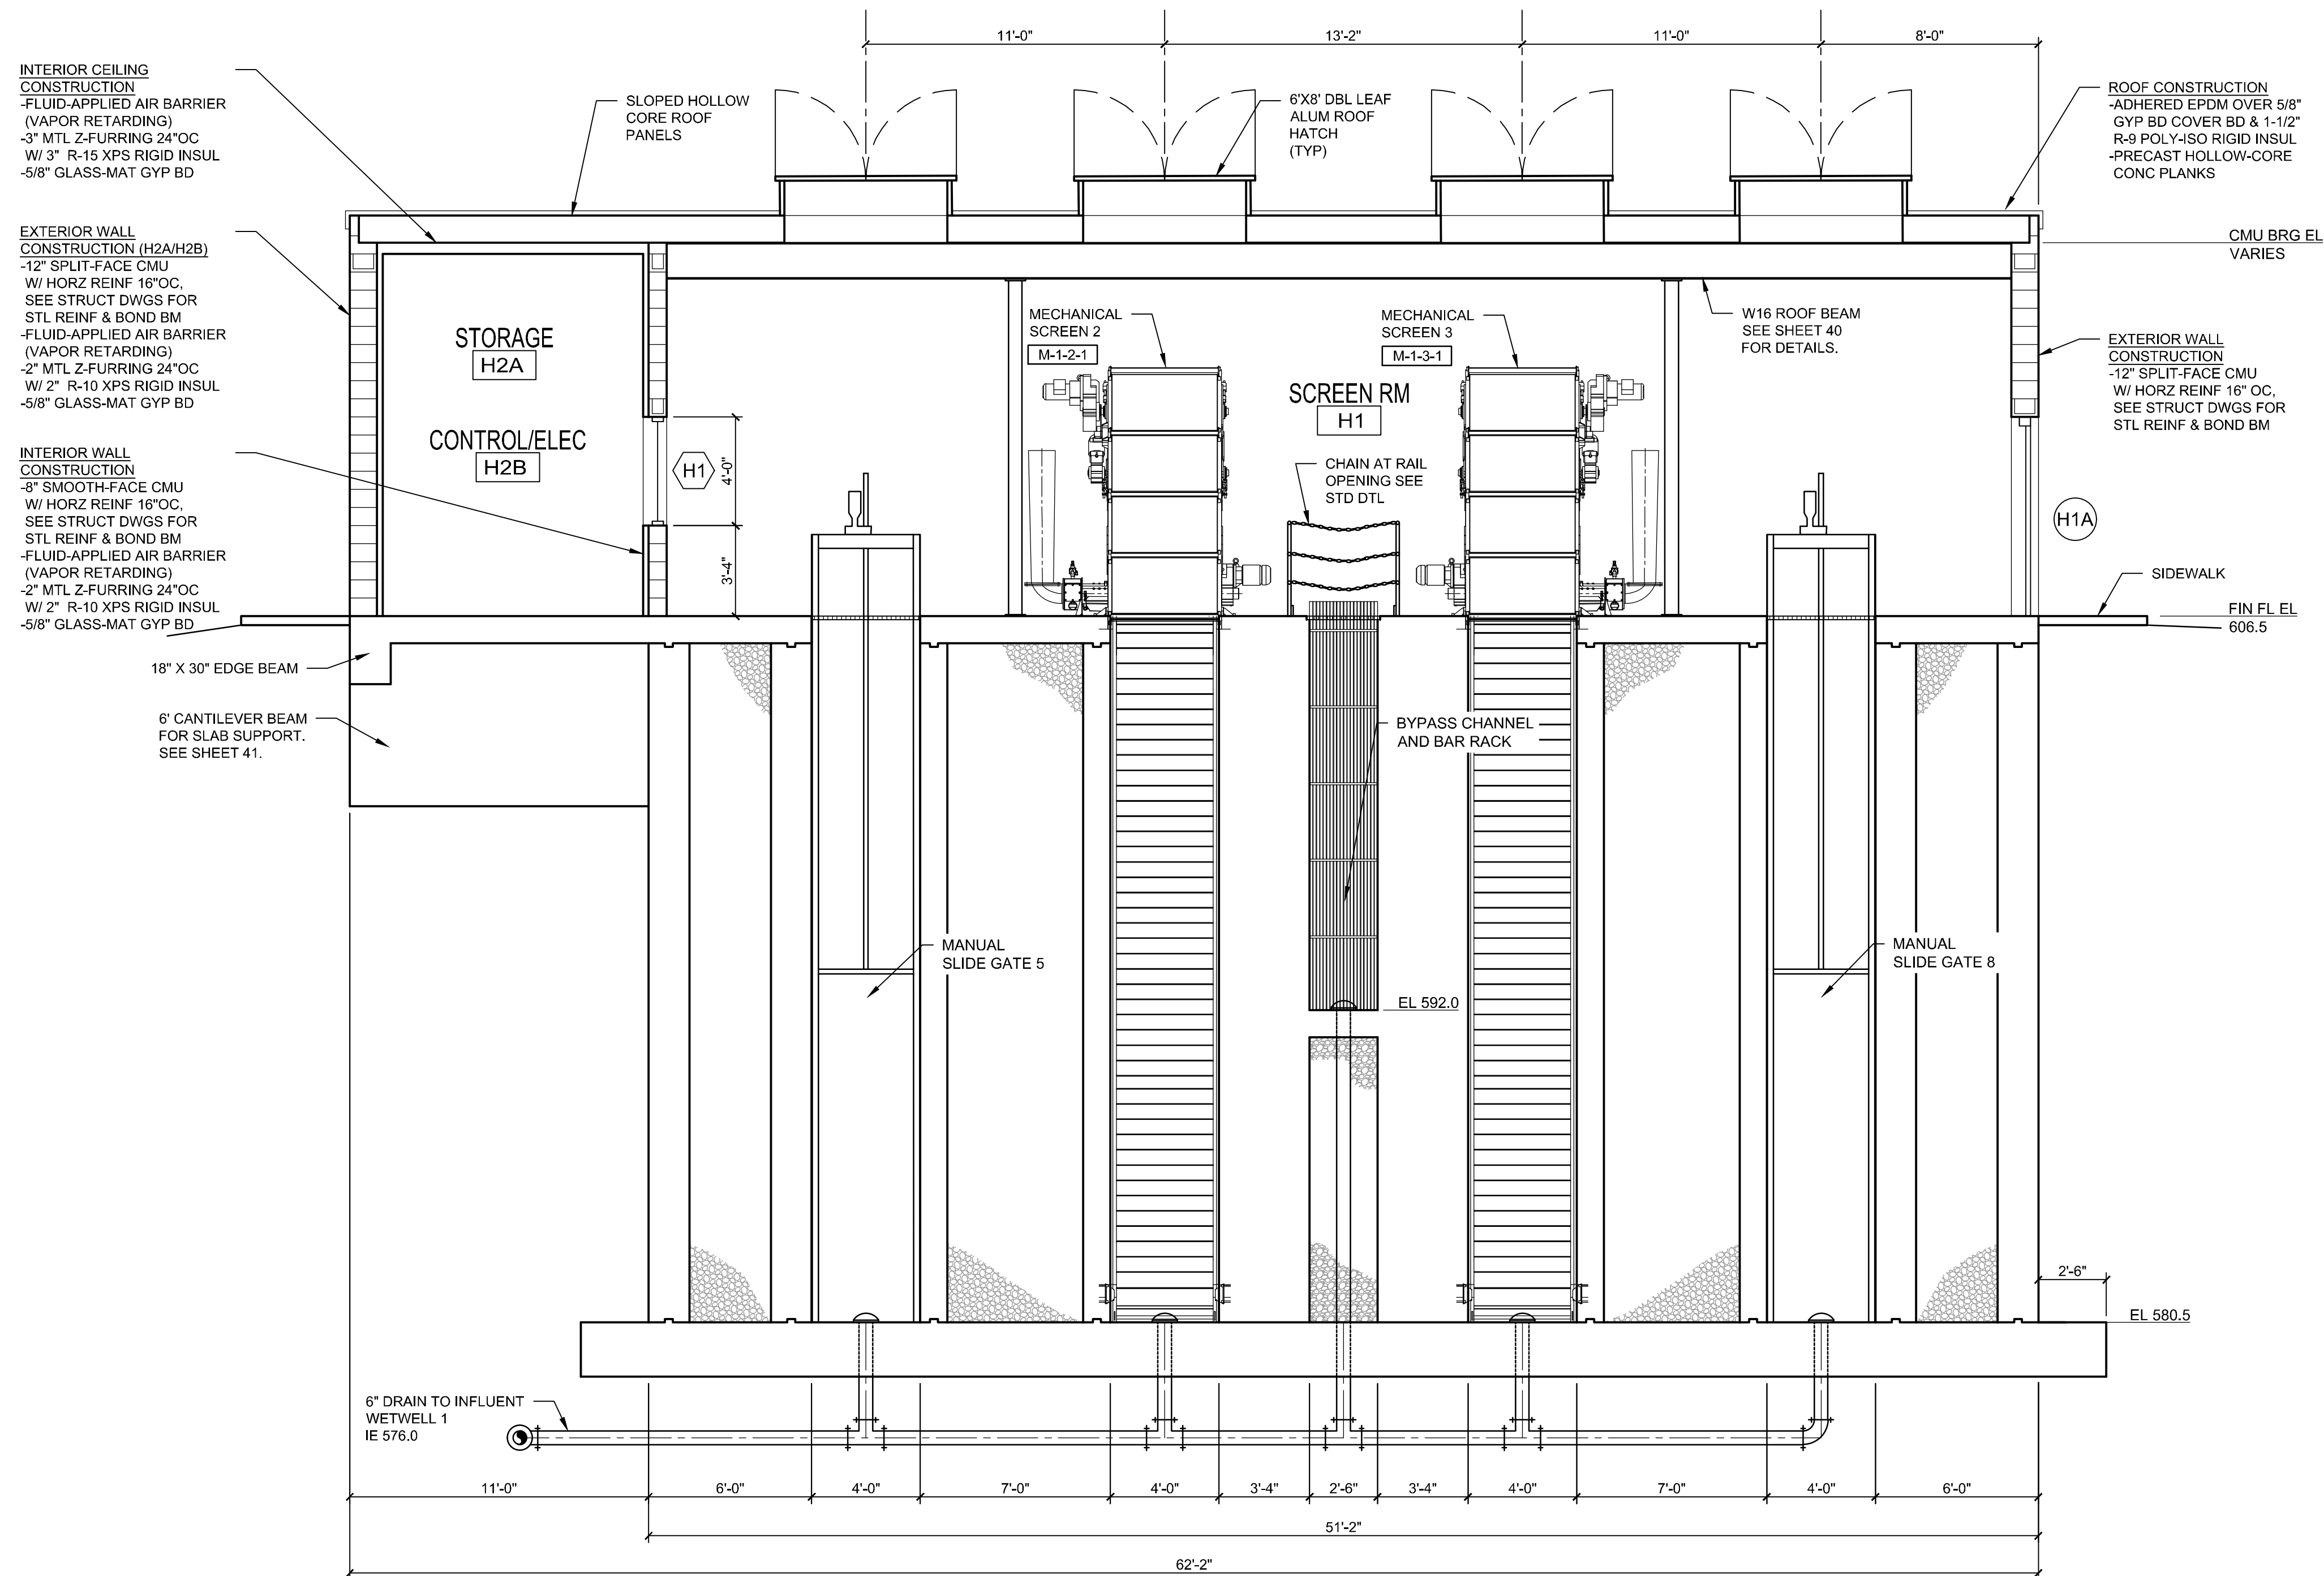 11'-0"
13'-2"
11'-0"
8'-0"
INTERIOR CEILING
CONSTRUCTION
-FLUID-APPLIED AIR BARRIER
(VAPOR RETARDING)
-3" MTL Z-FURRING 24"OC
W/ 3" R-15 XPS RIGID INSUL
-5/8" GLASS-MAT GYP BD
SLOPED HOLLOW
CORE ROOF
PANELS
6'X8' DBL LEAF
ALUM ROOF
HATCH
(TYP)
ROOF CONSTRUCTION
-ADHERED EPDM OVER 5/8"
GYP BD COVER BD & 1-1/2"
R-9 POLY-ISO RIGID INSUL
-PRECAST HOLLOW-CORE
CONC PLANKS
EXTERIOR WALL
CONSTRUCTION (H2A/H2B)
-12" SPLIT-FACE CMU
W/ HORZ REINF 16"OC,
SEE STRUCT DWGS FOR
STL REINF & BOND BM
-FLUID-APPLIED AIR BARRIER
(VAPOR RETARDING)
-2" MTL Z-FURRING 24"OC
W/ 2" R-10 XPS RIGID INSUL
-5/8" GLASS-MAT GYP BD
CMU BRG EL
VARIES
STORAGE
H2A
CONTROL/ELEC
H2B
H1
4'-0"
3'-4"
MECHANICAL
SCREEN 2
M-1-2-1
MECHANICAL
SCREEN 3
M-1-3-1
SCREEN RM
H1
CHAIN AT RAIL
OPENING SEE
STD DTL
W16 ROOF BEAM
SEE SHEET 40
FOR DETAILS.
EXTERIOR WALL
CONSTRUCTION
-12" SPLIT-FACE CMU
W/ HORZ REINF 16" OC,
SEE STRUCT DWGS FOR
STL REINF & BOND BM
H1A
INTERIOR WALL
CONSTRUCTION
-8" SMOOTH-FACE CMU
W/ HORZ REINF 16"OC,
SEE STRUCT DWGS FOR
STL REINF & BOND BM
-FLUID-APPLIED AIR BARRIER
(VAPOR RETARDING)
-2" MTL Z-FURRING 24"OC
W/ 2" R-10 XPS RIGID INSUL
-5/8" GLASS-MAT GYP BD
SIDEWALK
FIN FL EL
606.5
18" X 30" EDGE BEAM
6' CANTILEVER BEAM
FOR SLAB SUPPORT.
SEE SHEET 41.
BYPASS CHANNEL
AND BAR RACK
MANUAL
SLIDE GATE 5
MANUAL
SLIDE GATE 8
EL 592.0
2'-6"
EL 580.5
6" DRAIN TO INFLUENT
WETWELL 1
IE 576.0
11'-0"
6'-0"
4'-0"
7'-0"
4'-0"
3'-4"
2'-6"
3'-4"
4'-0"
7'-0"
4'-0"
6'-0"
51'-2"
62'-2"